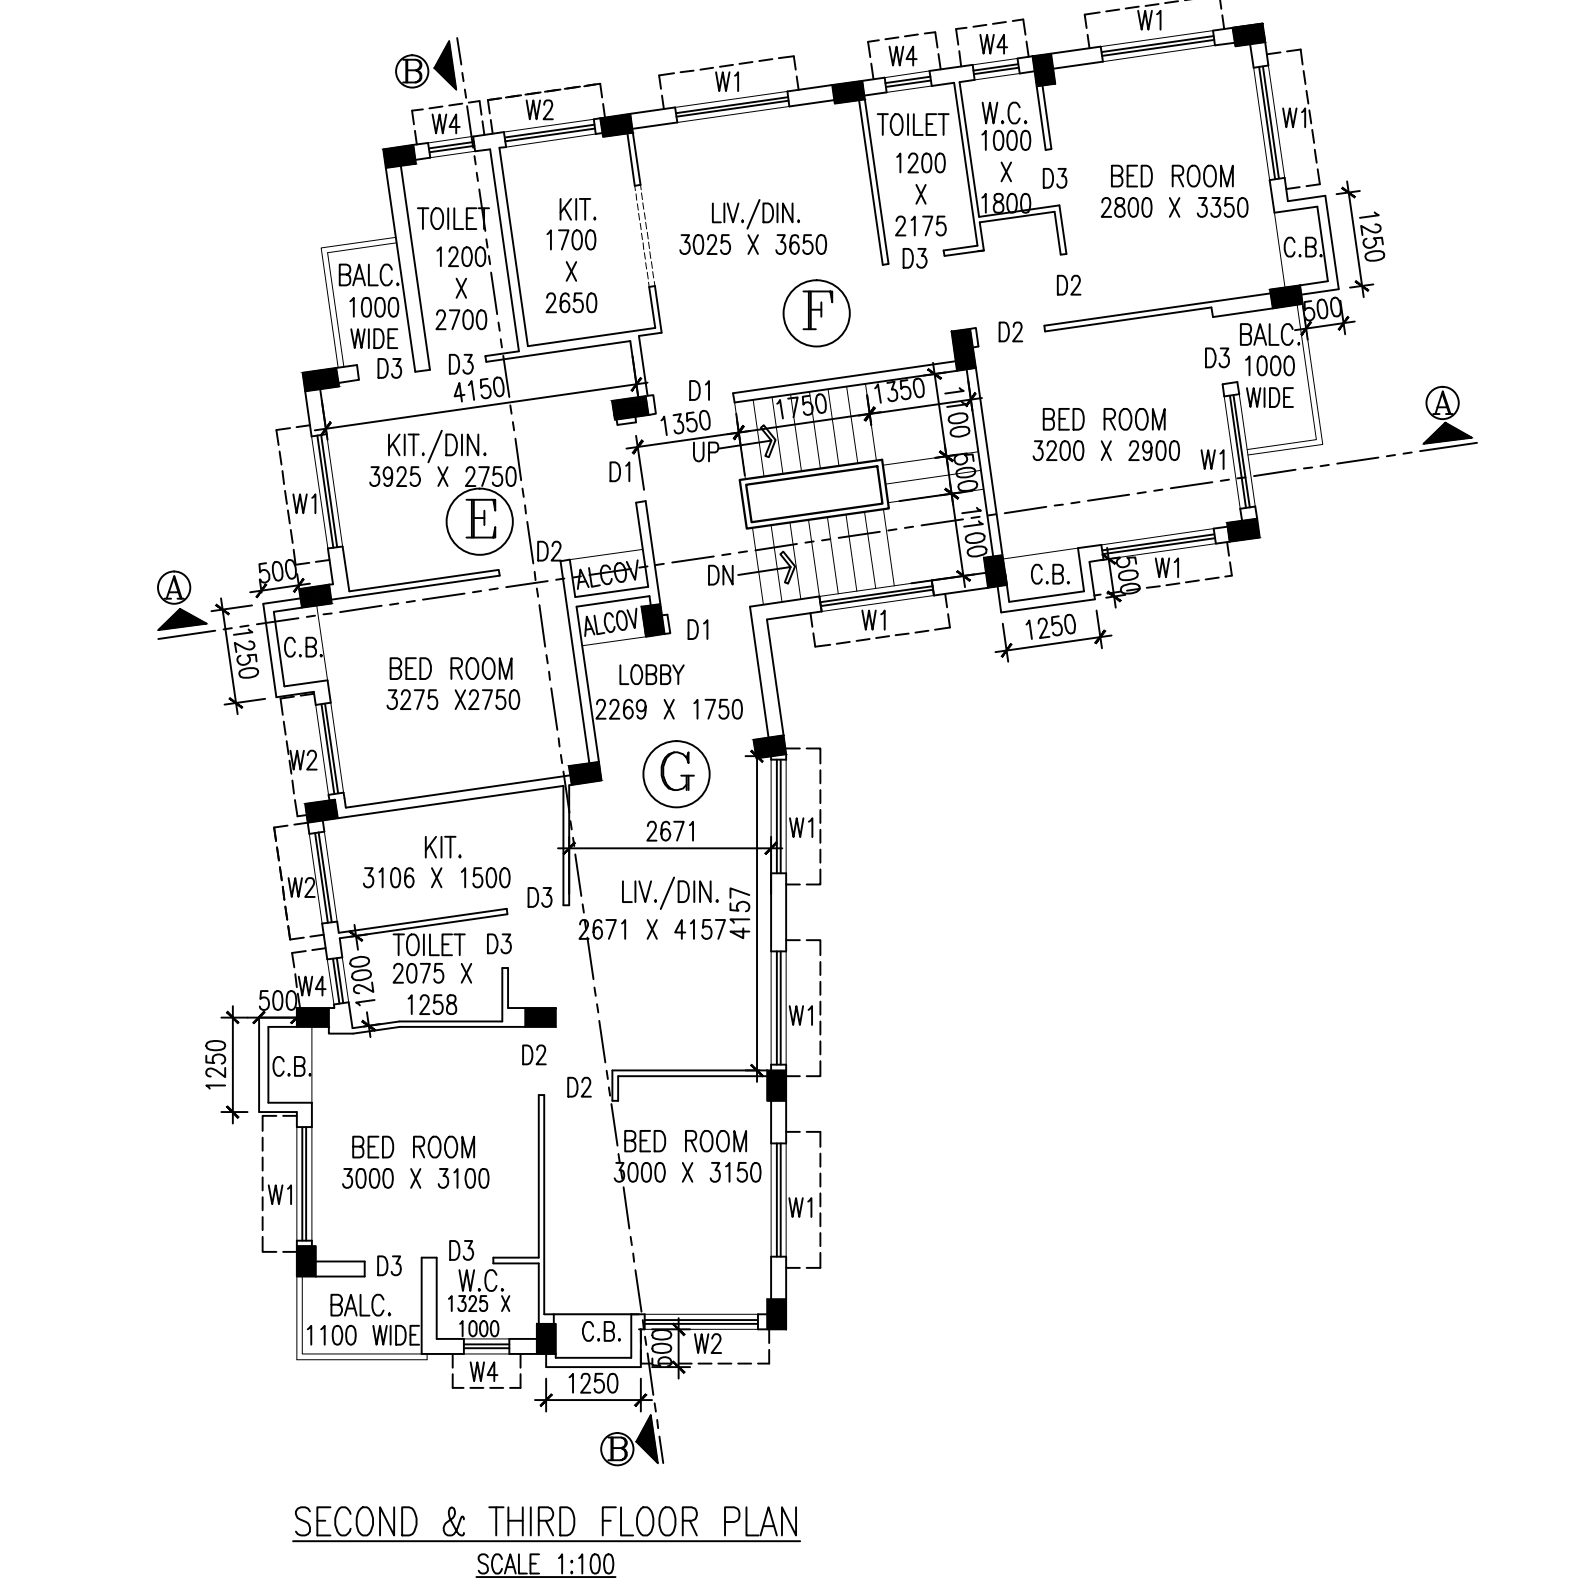 W1
W4
W4
B
W1
W2
W4
W.C.
1000
X
1800
TOILET
1200
X
2175
W1
D3
BED ROOM
2800 X 3350
TOILET
1200
X
2700
KIT.
1700
X
2650
LIV./DIN.
3025 X 3650
1250
C.B.
D3
BALC.
1000
WIDE
D2
F
500
D2
D3
BALC.
1000
WIDE
D3
D3
4150
D1
1350
1750
1350
1100
A
BED ROOM
3200 X 2900
KIT./DIN.
3925 X 2750
UP
D1
500
W1
W1
E
1100
D2
DN
500
A
ALCOV
C.B.
500
W1
ALCOV
D1
W1
1250
1250
C.B.
BED ROOM
3275 X2750
LOBBY
2269 X 1750
W2
G
2671
W1
KIT.
3106 X 1500
W2
D3
LIV./DIN.
2671 X 4157
4157
TOILET
2075 X
1258
D3
1200
W4
500
W1
1250
C.B.
D2
D2
BED ROOM
3000 X 3100
BED ROOM
3000 X 3150
W1
W1
D3
D3
W.C.
1325 X
1000
BALC.
1100 WIDE
C.B.
600
W2
W4
1250
B
SECOND & THIRD FLOOR PLAN
SCALE 1:100